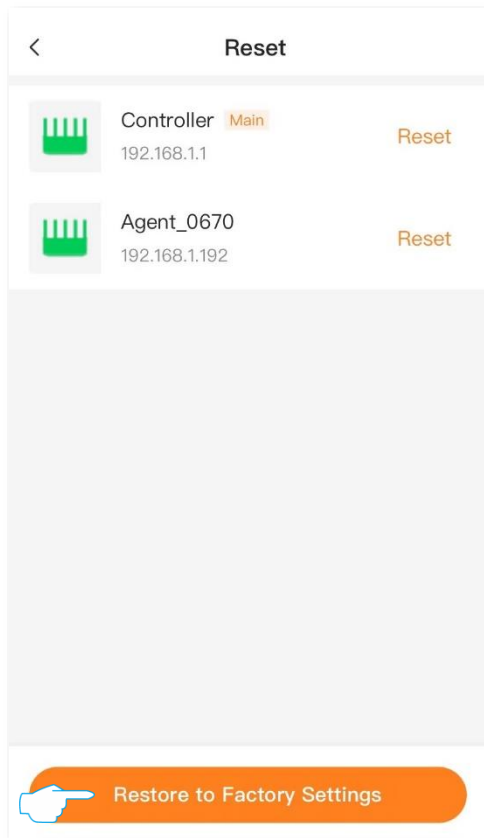 Reset
Controller Main
192.168.1.1
Reset
Agent_0670
192.168.1.192
Reset
Restore to Factory Settings